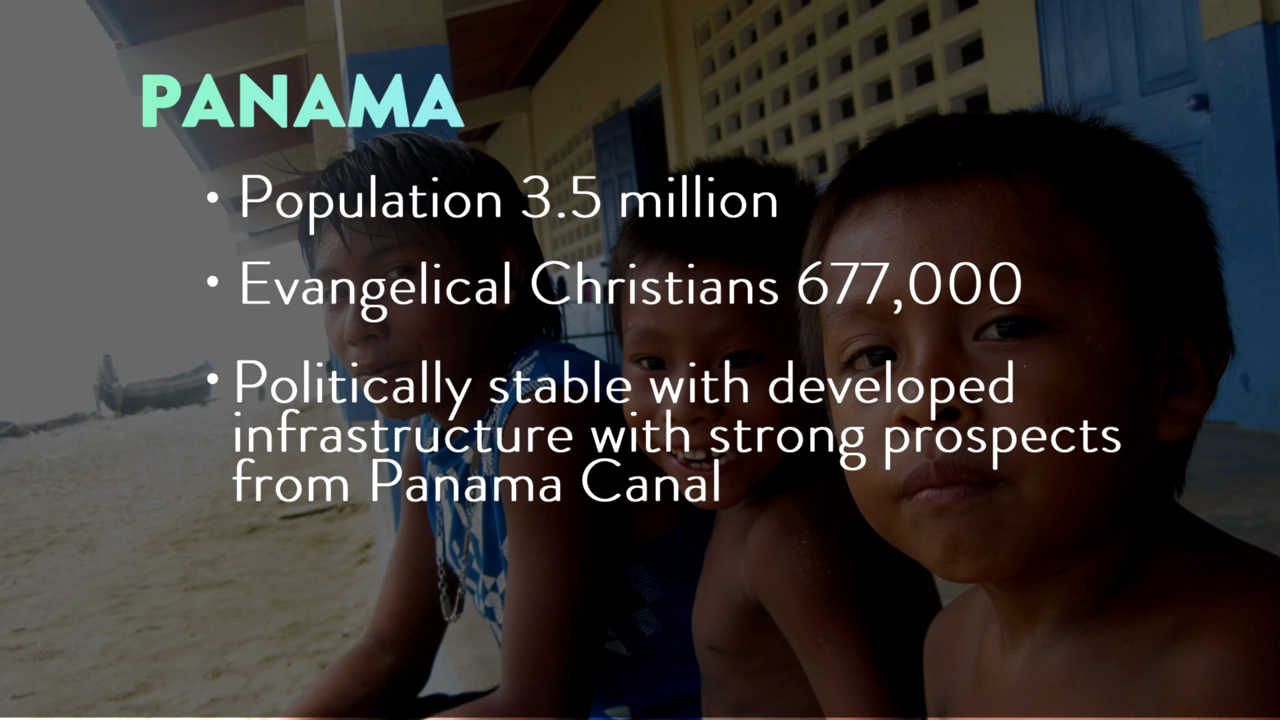 PANAMA
• Population 3.5 million
• Evangelical Christians 677,000
• Politically stable with developed
infrastructure with strong prospects
from Panama Canal